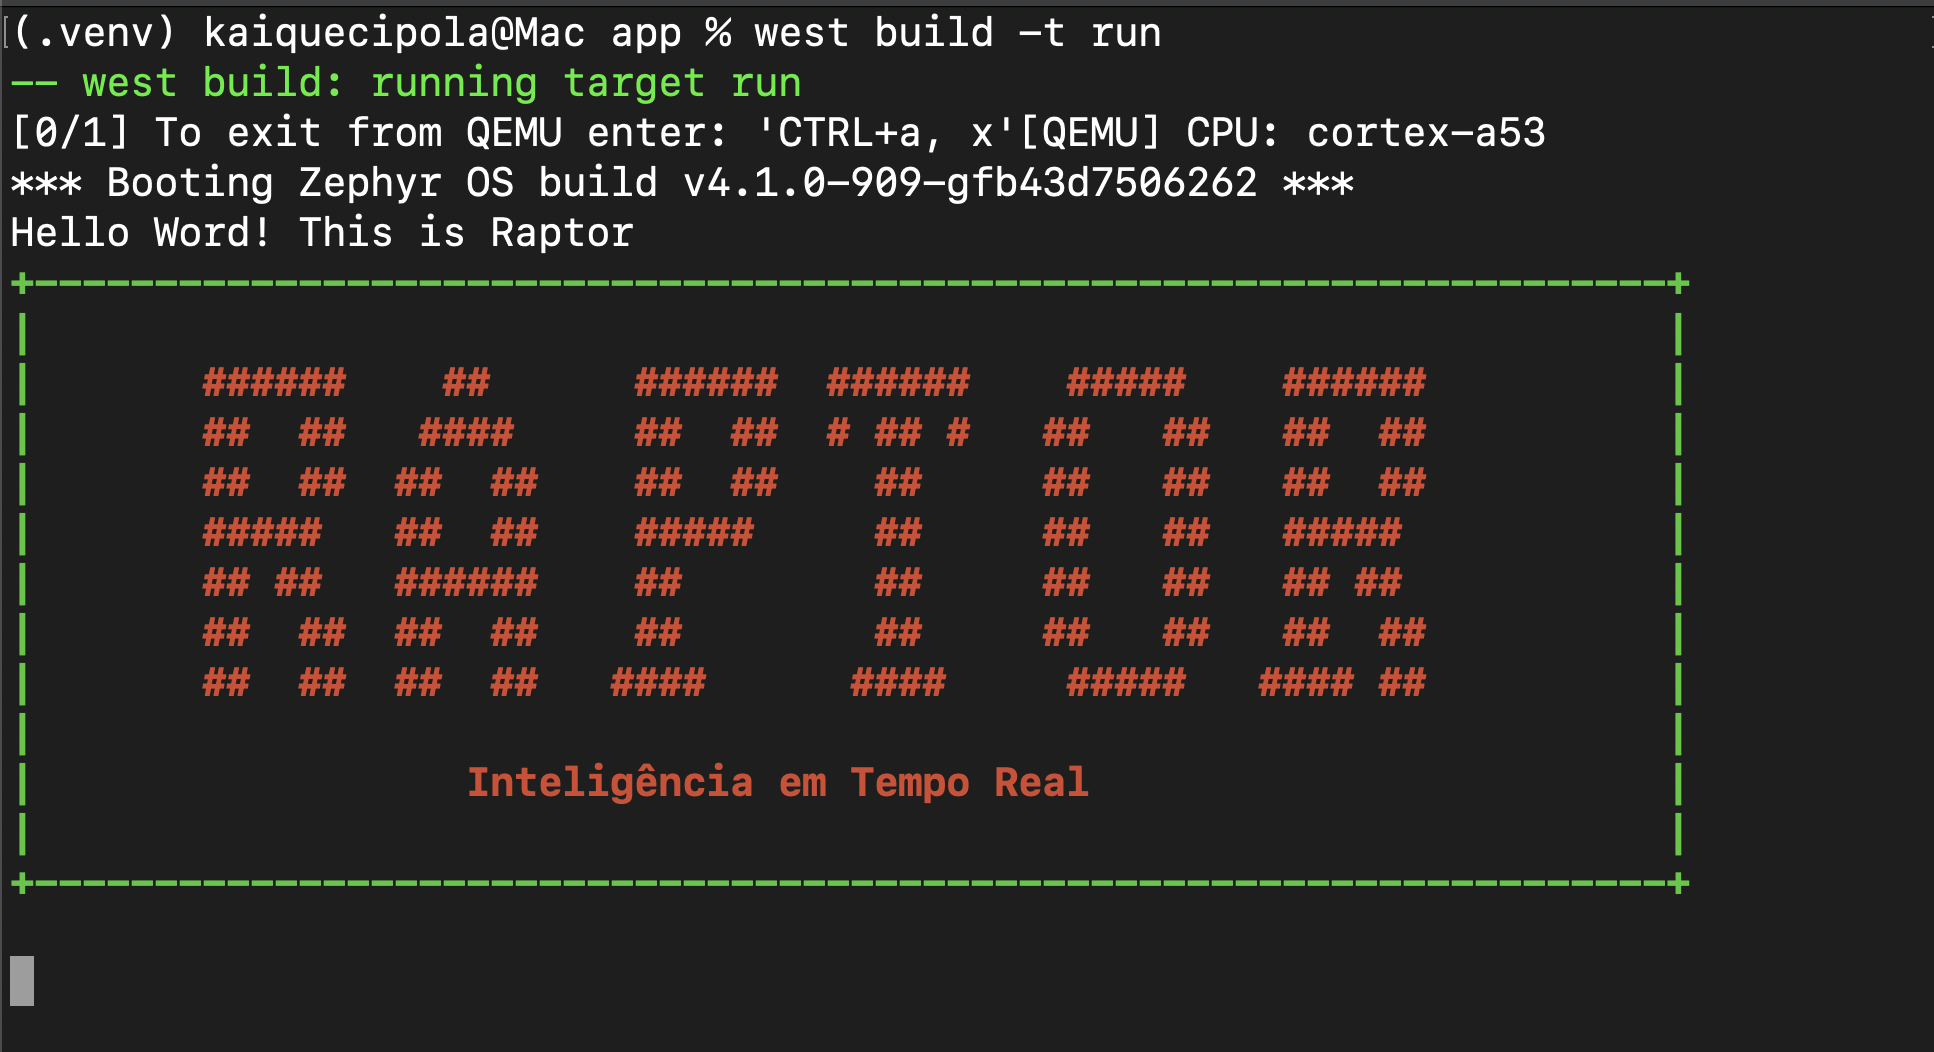 (.venv) kaiquecipola@Mac app % west build -t run
-- west build: running target run
[0/1] To exit from QEMU enter: 'CTRL+a, x'[QEMU] CPU: cortex-a53
*** Booting Zephyr OS build v4.1.0-909-gfb43d7506262 ***
Hello Word! This is Raptor
RAPTOR
Inteligência em Tempo Real